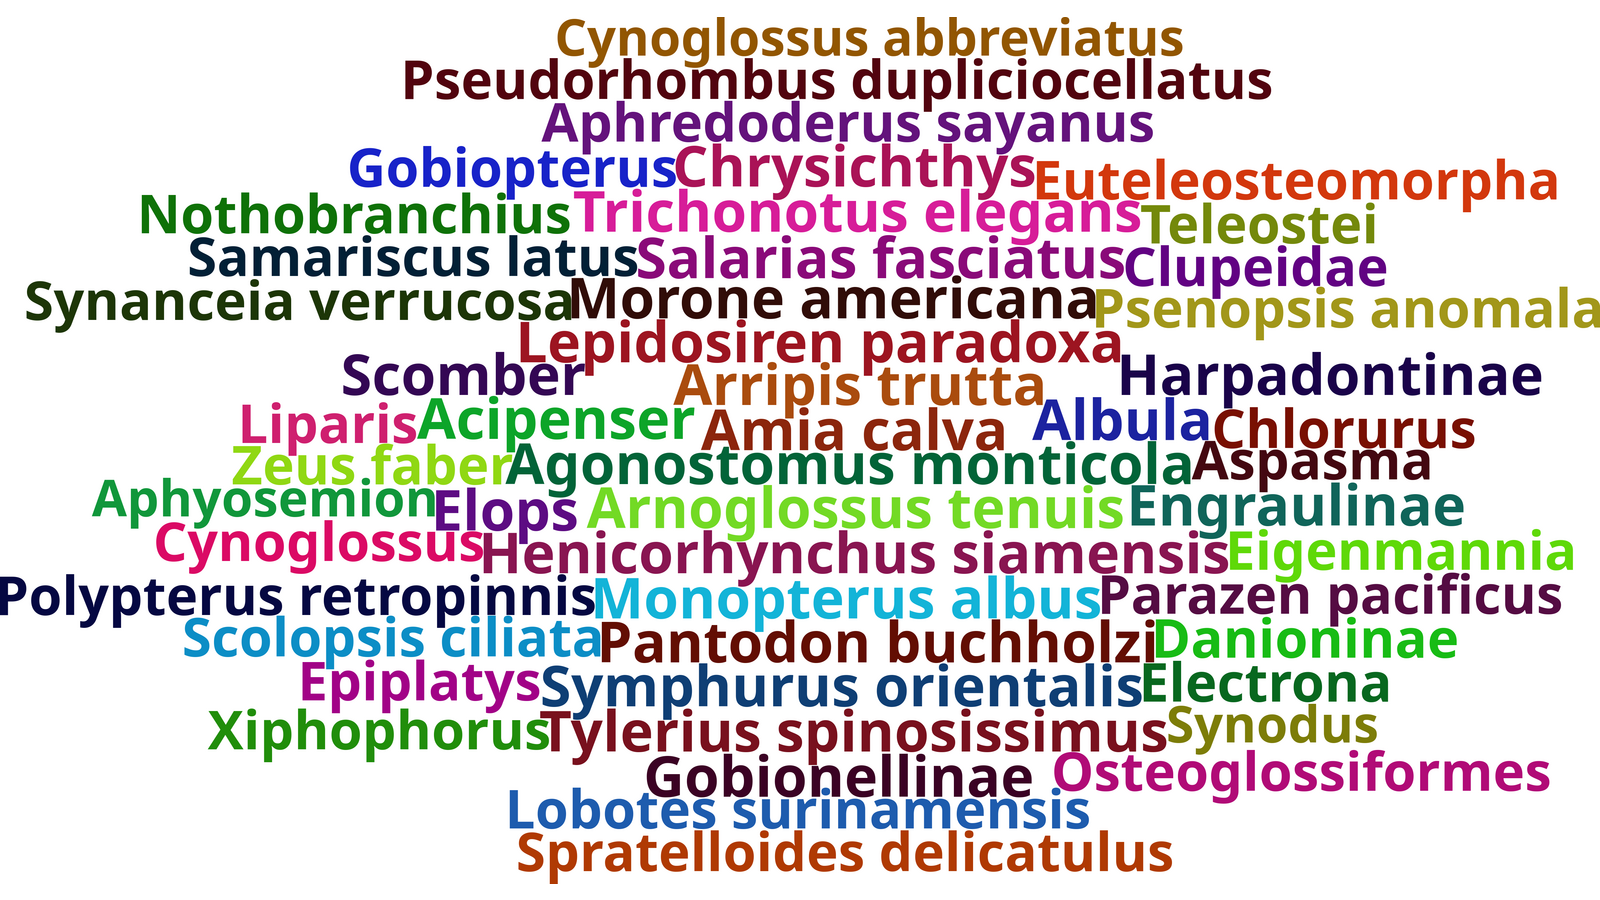 Cynoglossus abbreviatus
Pseudorhombus dupliciocellatus
Aphredoderus sayanus
Gobiopterus Chrysichthys Euteleosteomorpha
Nothobranchius Trichonotus elegans Teleostei
Samariscus latus Salarias fasciatus Clupeidae
Synanceia verrucosa Morone americana Psenopsis anomala
Lepidosiren paradoxa
Scomber Arripis trutta Harpadontinae
Liparis Acipenser Amia calva Albula Chlorurus
Zeus faber Agonostomus monticola Aspasma
Aphyosemion Elops Arnoglossus tenuis Engraulinae
Cynoglossus Henicorhynchus siamensis Eigenmannia
Polypterus retropinnis Monopterus albus Parazen pacificus
Scolopsis ciliata Pantodon buchholzi Danioninae
Epiplatys Symphurus orientalis Electrona
Xiphophorus Tylerius spinosissimus Synodus
Gobionellinae Osteoglossiformes
Lobotes surinamensis
Spratelloides delicatulus